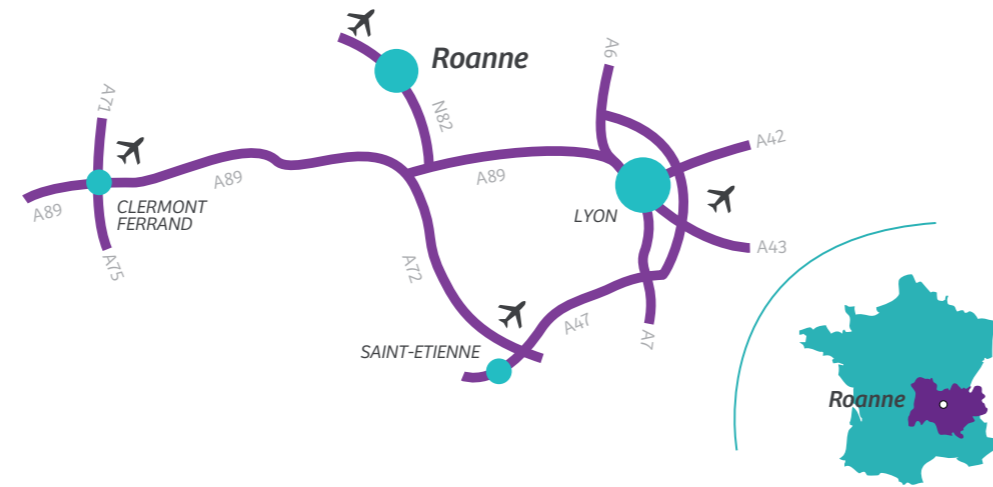 Roanne
A6
A71
N82
A42
A89
A89
A89
CLERMONT
FERRAND
LYON
A43
A75
A72
A47
A7
SAINT-ETIENNE
Roanne